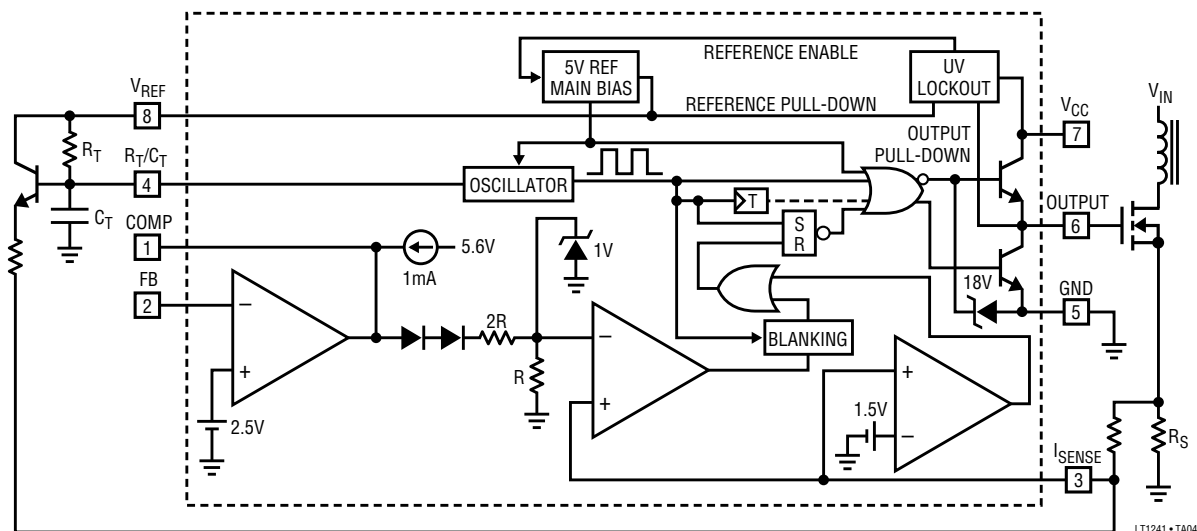 REFERENCE ENABLE
5V REF
MAIN BIAS
UV
LOCKOUT
V_REF
8
REFERENCE PULL-DOWN
V_CC
7
V_IN
R_T
R_T/C_T
4
OSCILLATOR
OUTPUT
PULL-DOWN
T
OUTPUT
6
C_T
COMP
1
5.6V
1mA
1V
S
R
FB
2
18V
GND
5
−
2R
−
BLANKING
R
+
+
+
2.5V
1.5V
−
R_S
I_SENSE
3
LT1241 • TA04